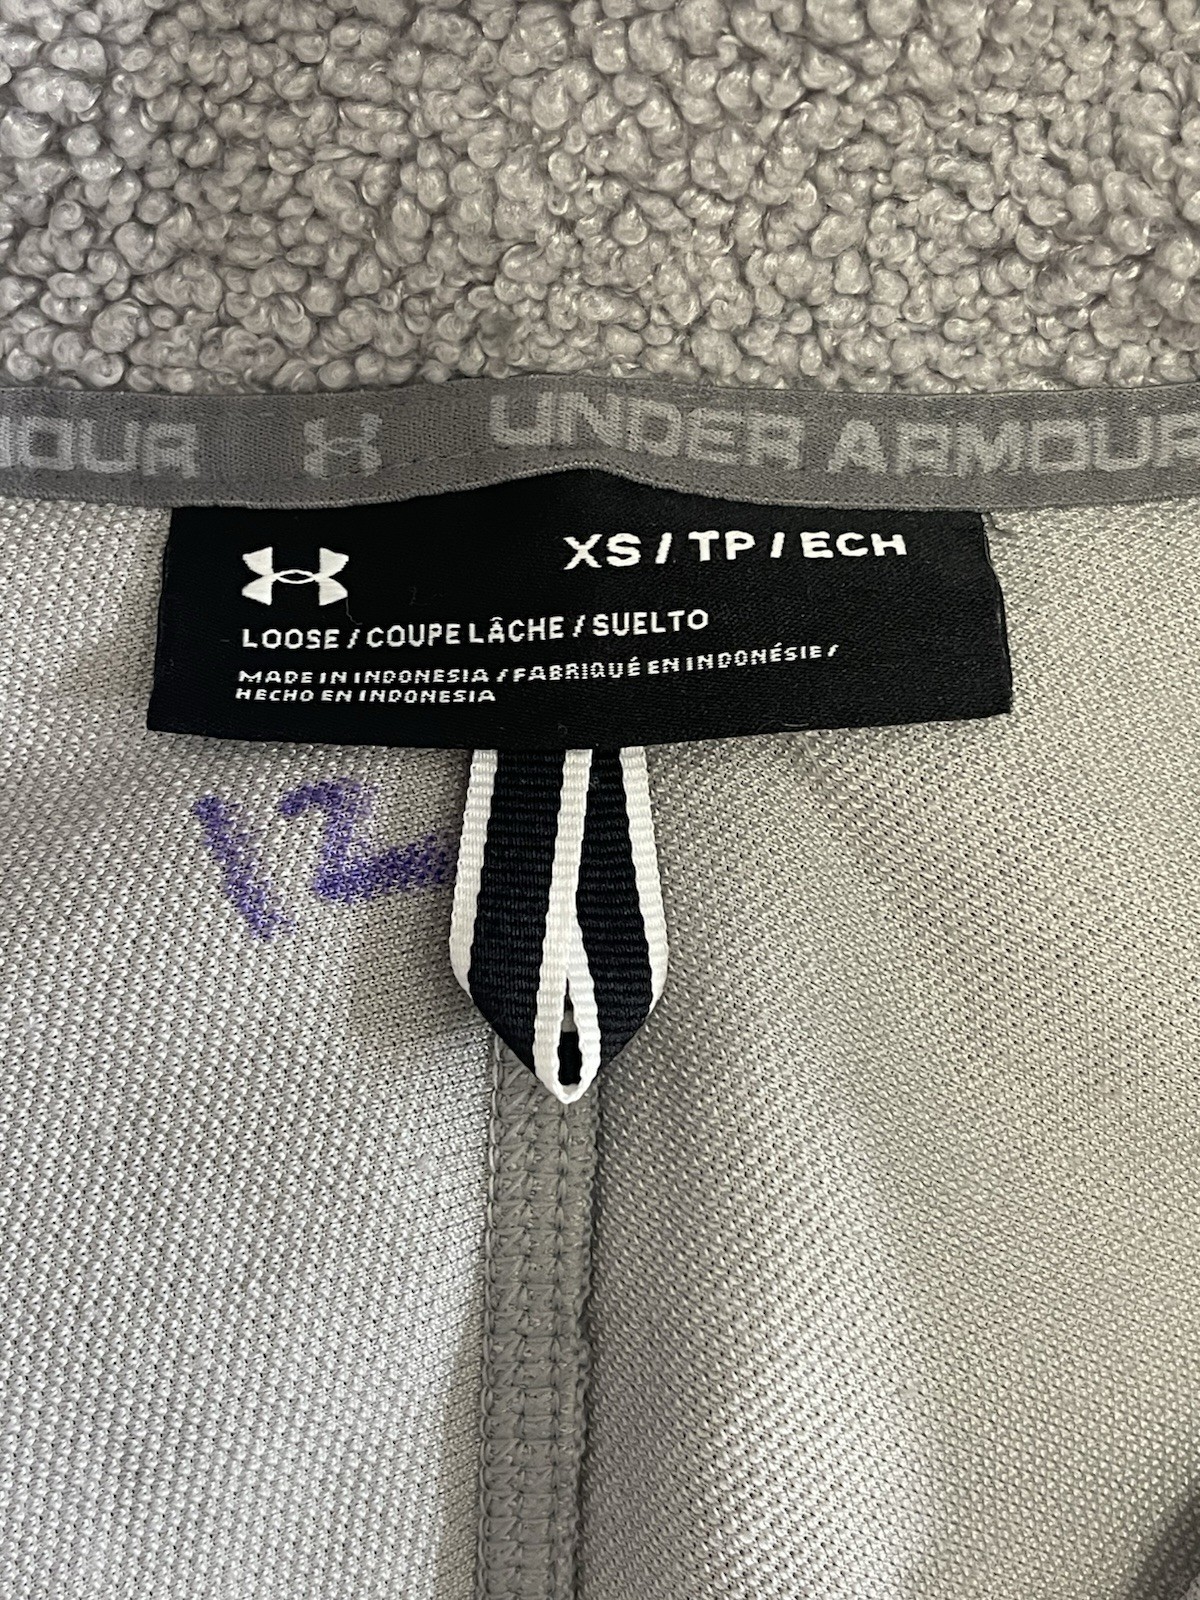 OUR UNDER ARMOUR
XS / TP / ECH
LOOSE / COUPE LÂCHE / SUELTO
MADE IN INDONESIA / FABRIQUÉ EN INDONÉSIE /
HECHO EN INDONESIA
12